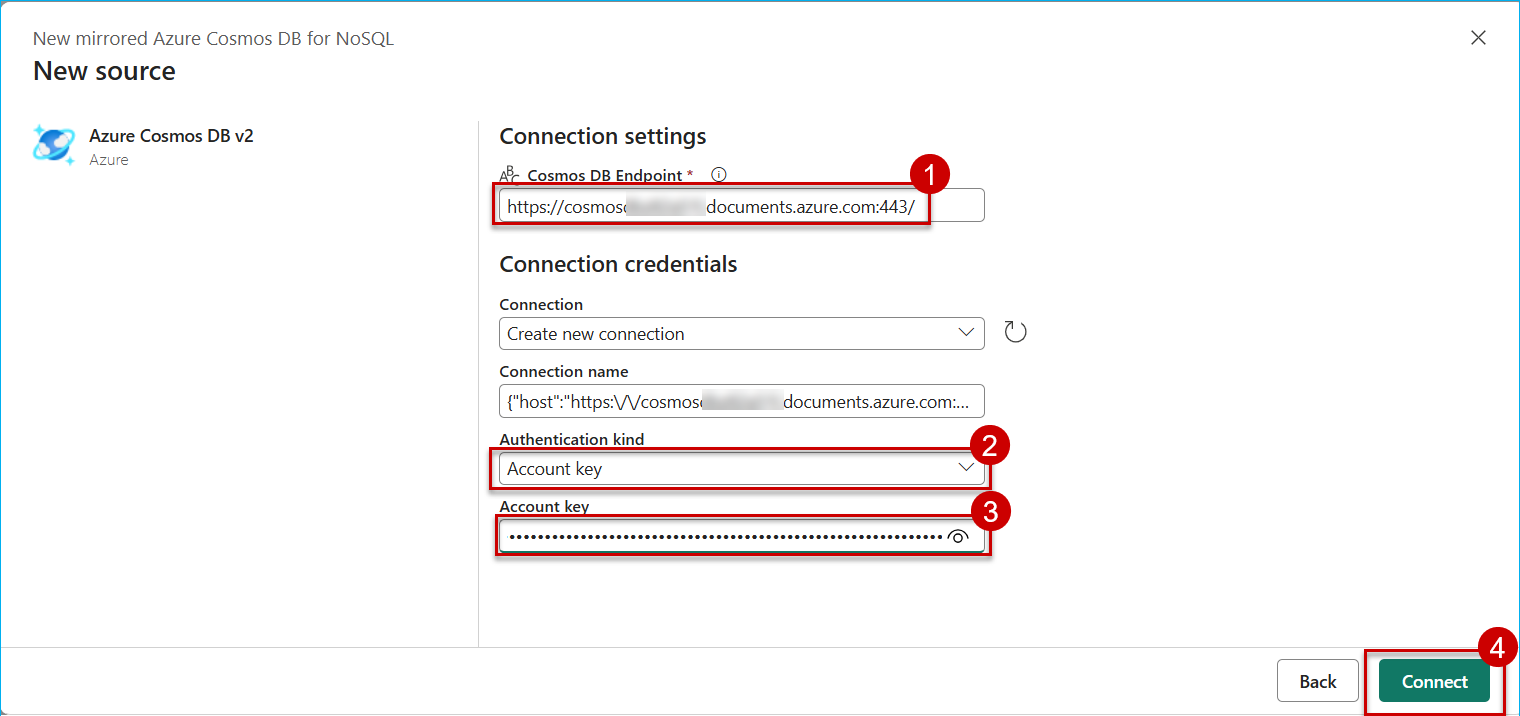 New mirrored Azure Cosmos DB for NoSQL
New source
Azure Cosmos DB v2
Azure
Connection settings
ABC Cosmos DB Endpoint *
1
https://cosmos documents.azure.com:443/
Connection credentials
Connection
Create new connection
Connection name
{"host":"https:\/\/cosmos documents.azure.com:...
Authentication kind
2
Account key
Account key
3
••••••••••••••••••••••••••••••••••••••••••••••••••••••••••••••
4
Back
Connect